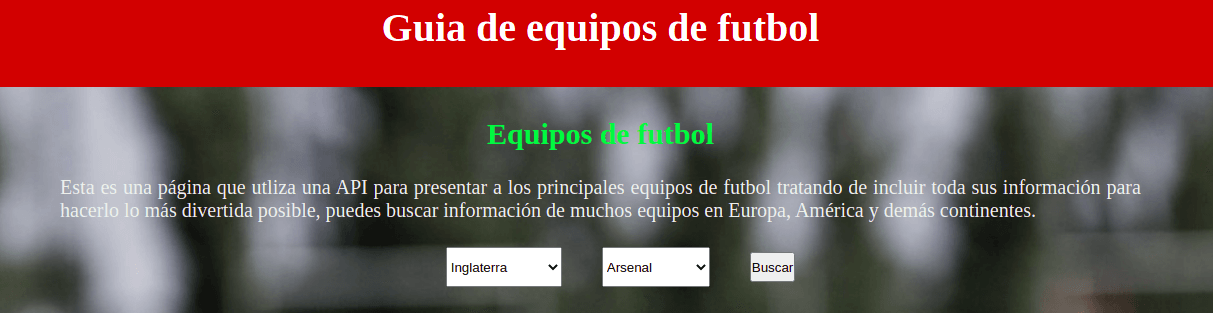 Guia de equipos de futbol
Equipos de futbol
Esta es una página que utliza una API para presentar a los principales equipos de futbol tratando de incluir toda sus información para
hacerlo lo más divertida posible, puedes buscar información de muchos equipos en Europa, América y demás continentes.
Inglaterra Arsenal Buscar